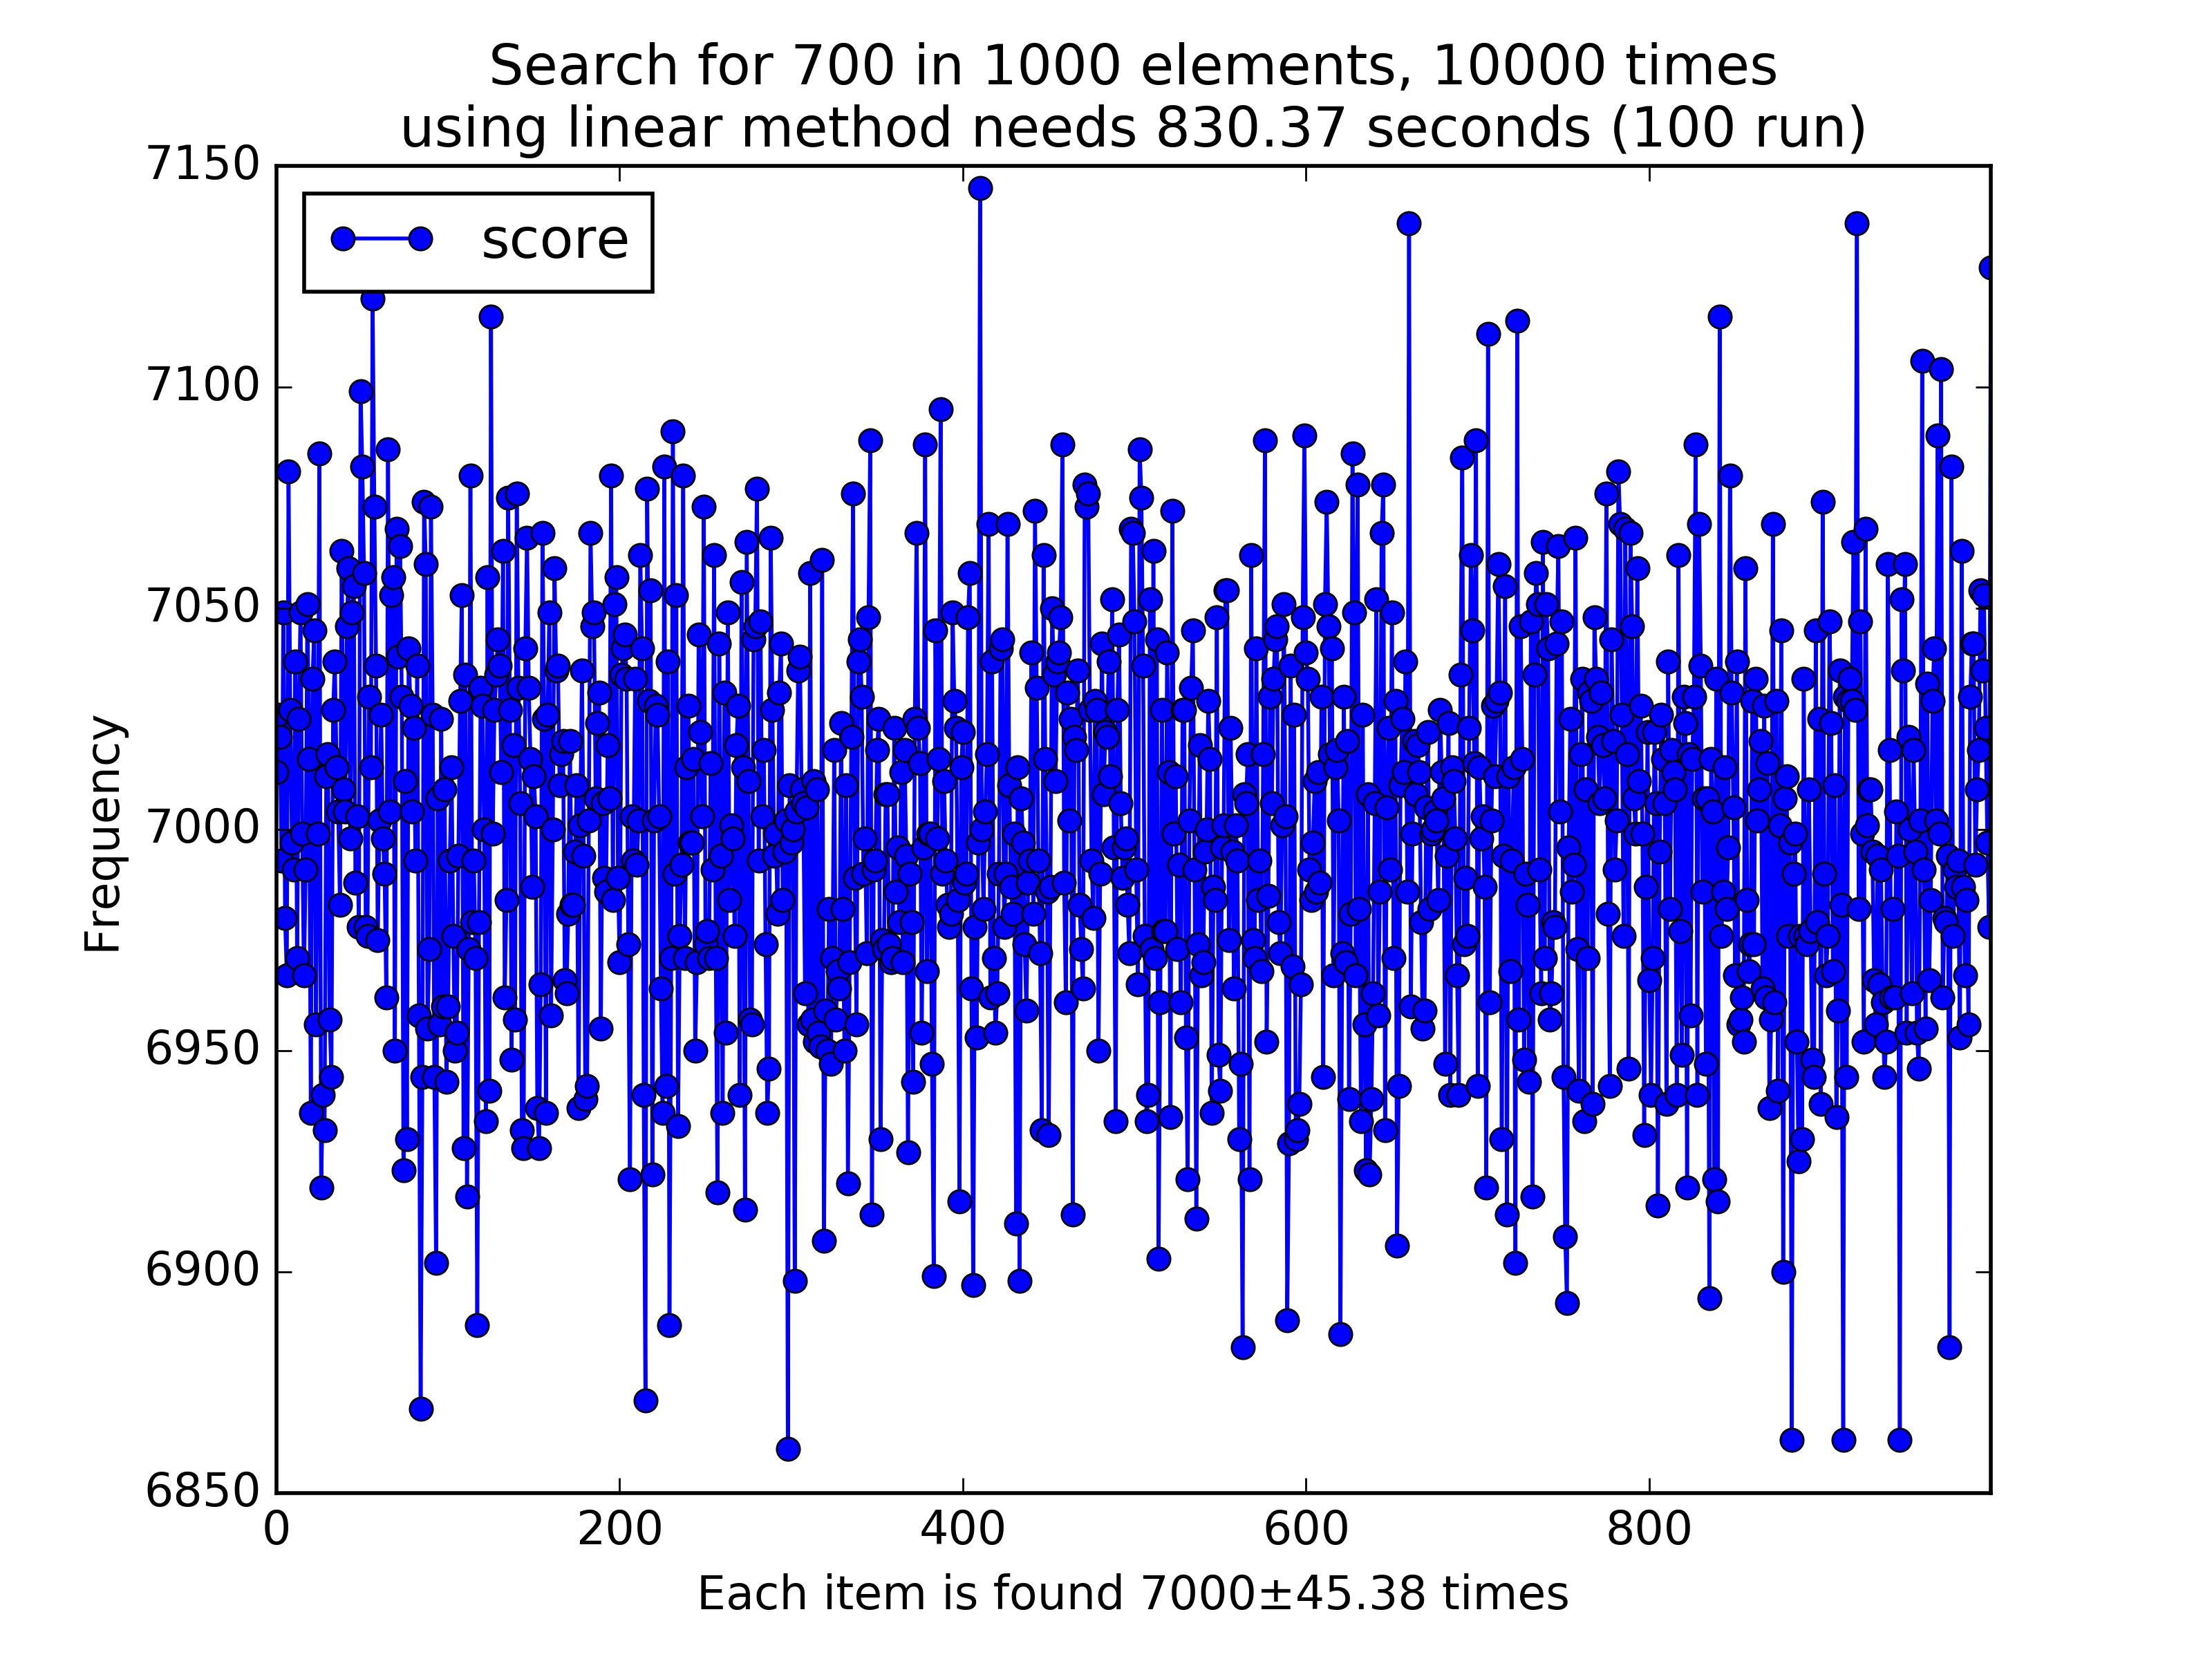 Search for 700 in 1000 elements, 10000 times
using linear method needs 830.37 seconds (100 run)
score
Frequency
7150
7100
7050
7000
6950
6900
6850
0 200 400 600 800
Each item is found 7000±45.38 times